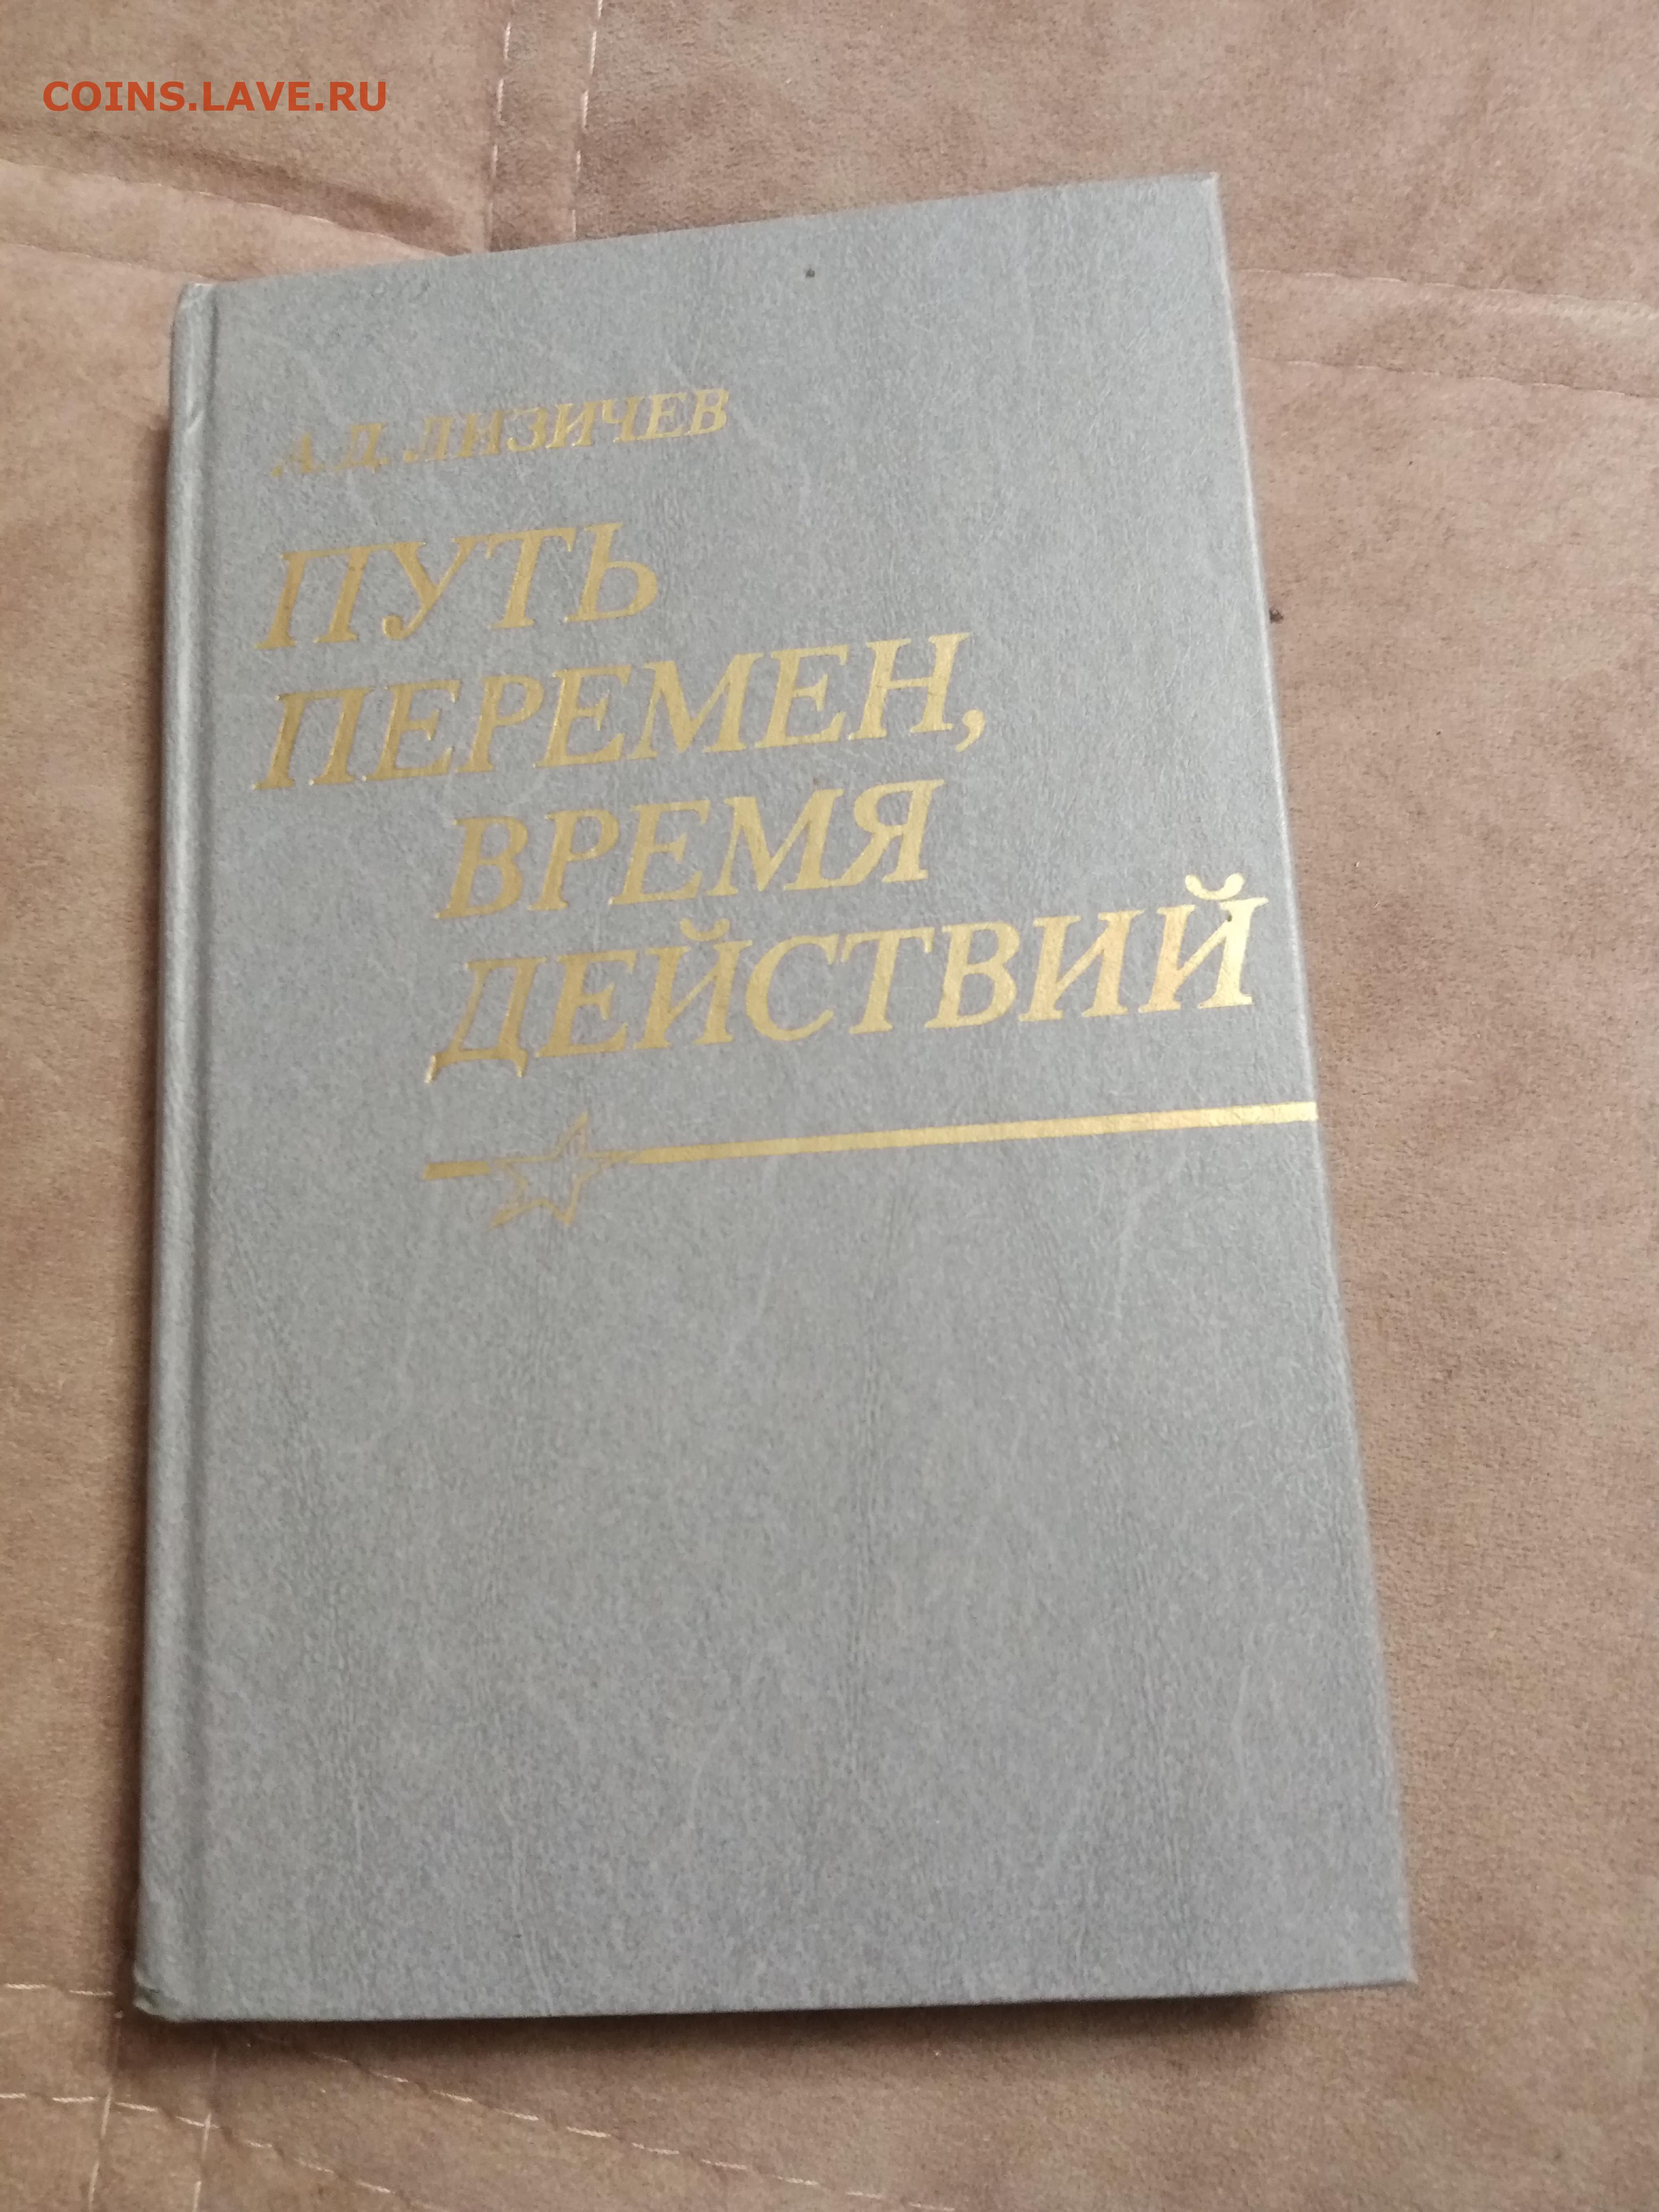 COINS.LAVE.RU
А.Д. ЛИЗИЧЕВ
ПУТЬ
ПЕРЕМЕН,
ВРЕМЯ
ДЕЙСТВИЙ